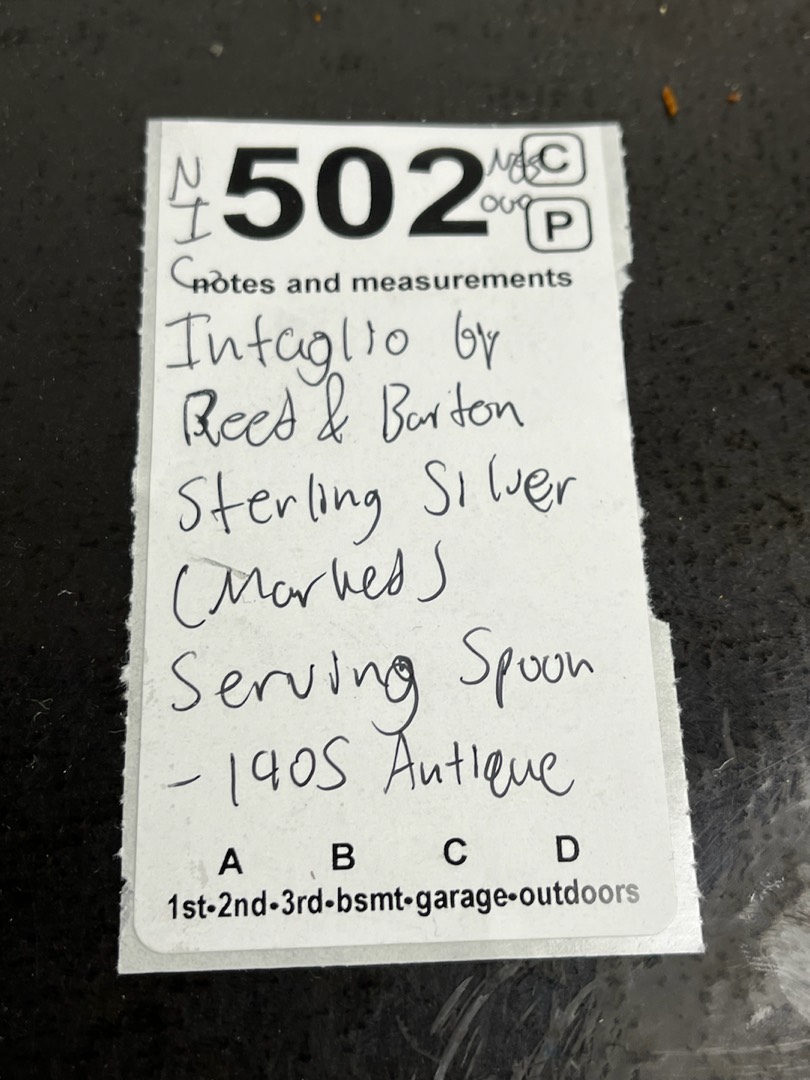 NIC
502
C
P
notes and measurements
Intaglio by
Reed & Barton
Sterling Silver
(Marked)
Serving Spoon
- 1905 Antique
A B C D
1st•2nd•3rd•bsmt•garage•outdoors